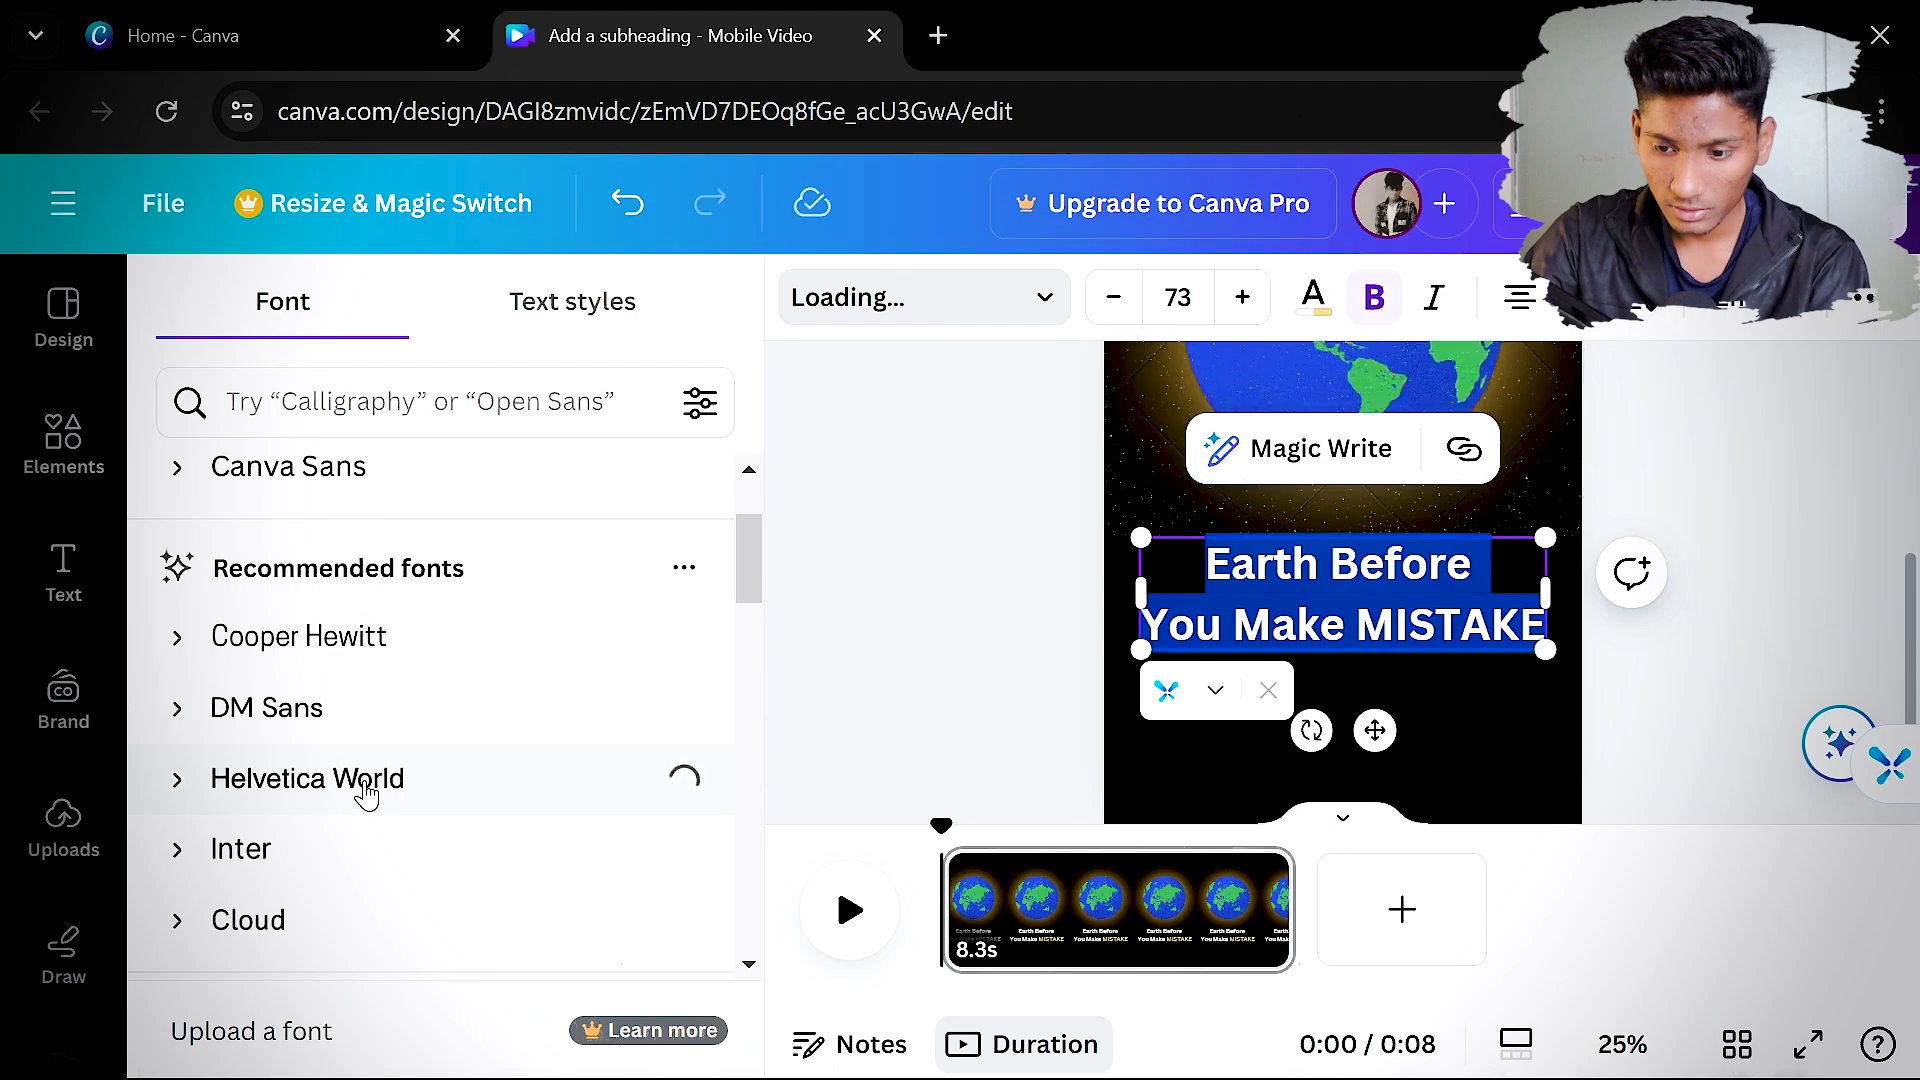 Home - Canva
Add a subheading - Mobile Video
canva.com/design/DAGI8zmvidc/zEmVD7DEOq8fGe_acU3GwA/edit
File
Resize & Magic Switch
Upgrade to Canva Pro
Design
Elements
Text
Brand
Uploads
Draw
Font
Text styles
Try “Calligraphy” or “Open Sans”
Canva Sans
Recommended fonts
Cooper Hewitt
DM Sans
Helvetica World
Inter
Cloud
Upload a font
Learn more
Loading...
73
A
B
I
Magic Write
Earth Before
You Make MISTAKE
8.3s
Notes
Duration
0:00 / 0:08
25%